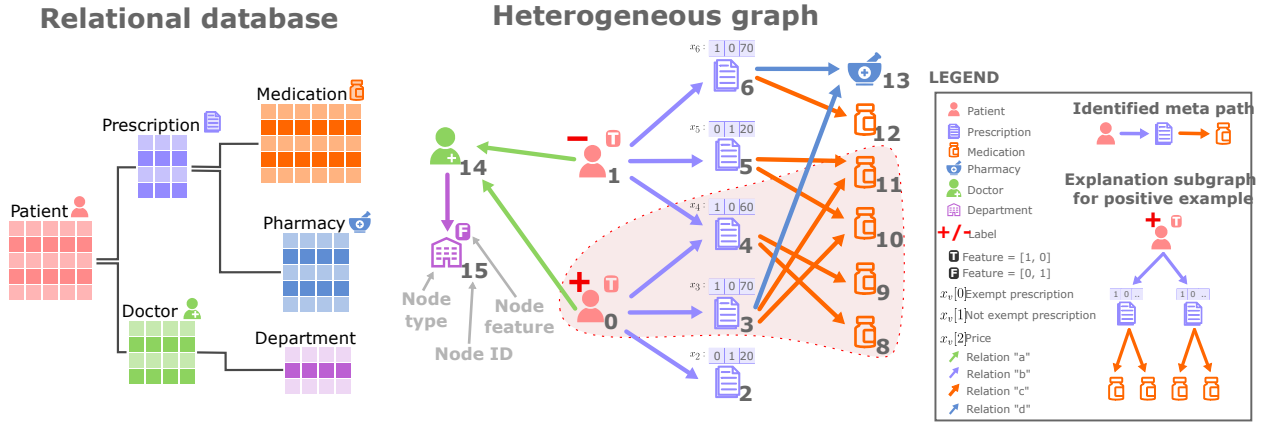 Relational database
Medication
Prescription
Patient
Pharmacy
Doctor
Department
Heterogeneous graph
x₆: 1 0 70
6
13
12
x₅: 0 1 20
5
T
1
14
11
x₄: 1 0 60
4
10
F
15
+
T
0
x₃: 1 0 70
3
9
8
x₂: 0 1 20
2
Node
type
Node
feature
Node ID
LEGEND
Patient
Prescription
Medication
Pharmacy
Doctor
Department
+/- Label
T Feature = [1, 0]
F Feature = [0, 1]
xᵥ[0] Exempt prescription
xᵥ[1] Not exempt prescription
xᵥ[2] Price
Relation "a"
Relation "b"
Relation "c"
Relation "d"
Identified meta path
Explanation subgraph
for positive example
+
T
1 0 ..
1 0 ..